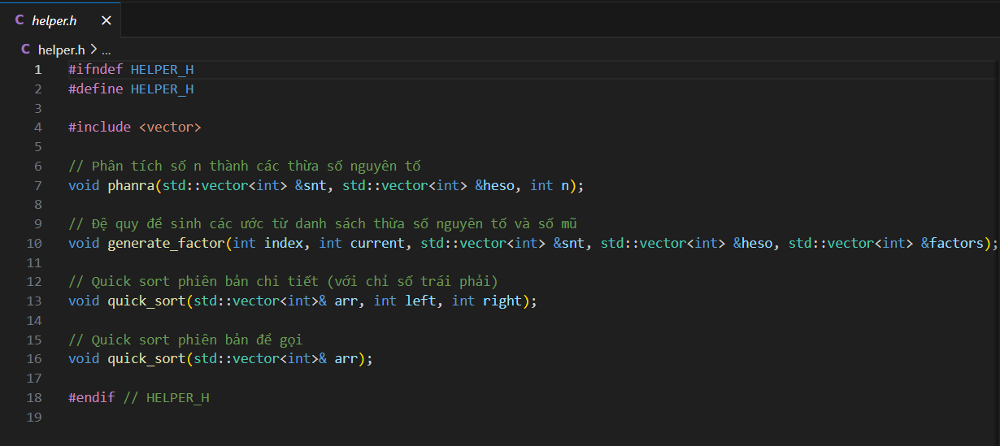 C helper.h ×
C helper.h > ...
1 #ifndef HELPER_H
2 #define HELPER_H
3
4 #include <vector>
5
6 // Phân tích số n thành các thừa số nguyên tố
7 void phanra(std::vector<int> &snt, std::vector<int> &heso, int n);
8
9 // Đệ quy để sinh các ước từ danh sách thừa số nguyên tố và số mũ
10 void generate_factor(int index, int current, std::vector<int> &snt, std::vector<int> &heso, std::vector<int> &factors);
11
12 // Quick sort phiên bản chi tiết (với chỉ số trái phải)
13 void quick_sort(std::vector<int>& arr, int left, int right);
14
15 // Quick sort phiên bản để gọi
16 void quick_sort(std::vector<int>& arr);
17
18 #endif // HELPER_H
19